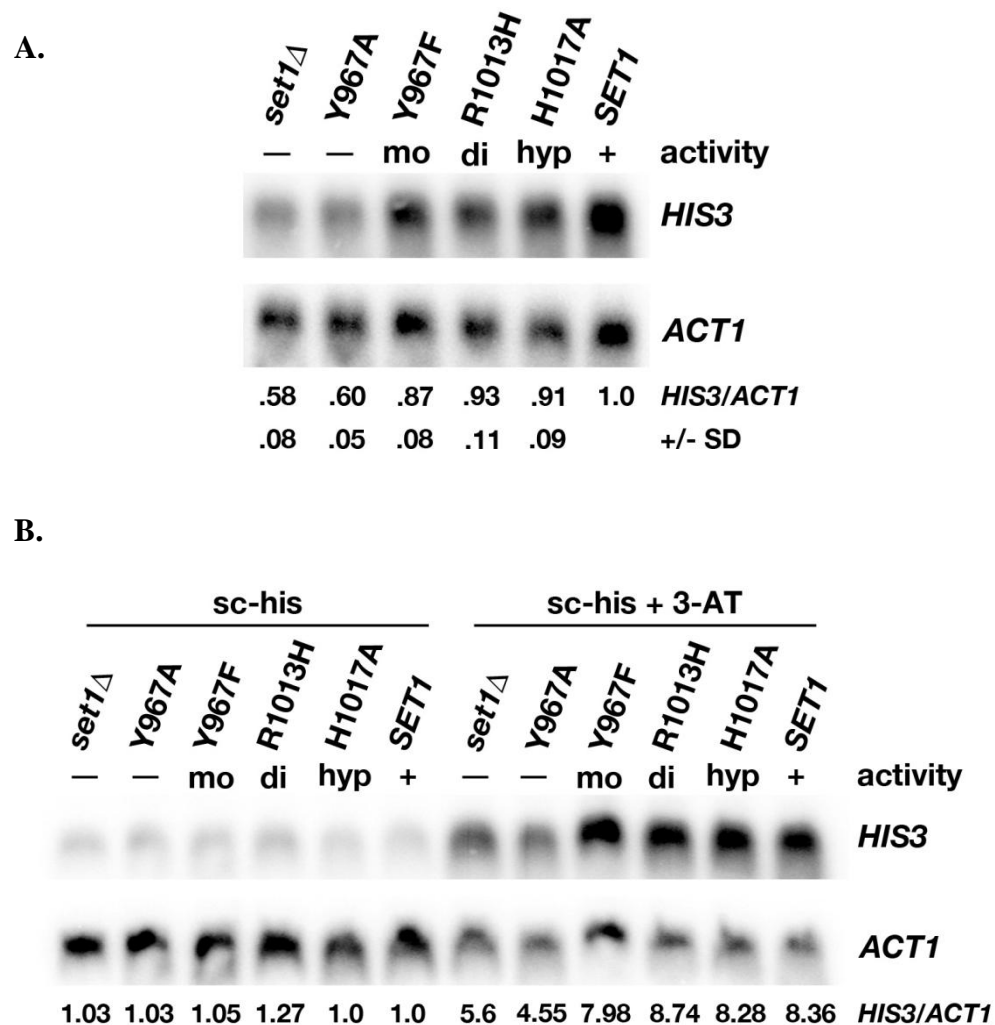 A.
set1Δ Y967A Y967F R1013H H1017A SET1
— — mo di hyp + activity
HIS3
ACT1
.58 .60 .87 .93 .91 1.0 HIS3/ACT1
.08 .05 .08 .11 .09 +/- SD
B.
sc-his sc-his + 3-AT
set1Δ Y967A Y967F R1013H H1017A SET1 set1Δ Y967A Y967F R1013H H1017A SET1
— — mo di hyp + — — mo di hyp + activity
HIS3
ACT1
1.03 1.03 1.05 1.27 1.0 1.0 5.6 4.55 7.98 8.74 8.28 8.36 HIS3/ACT1